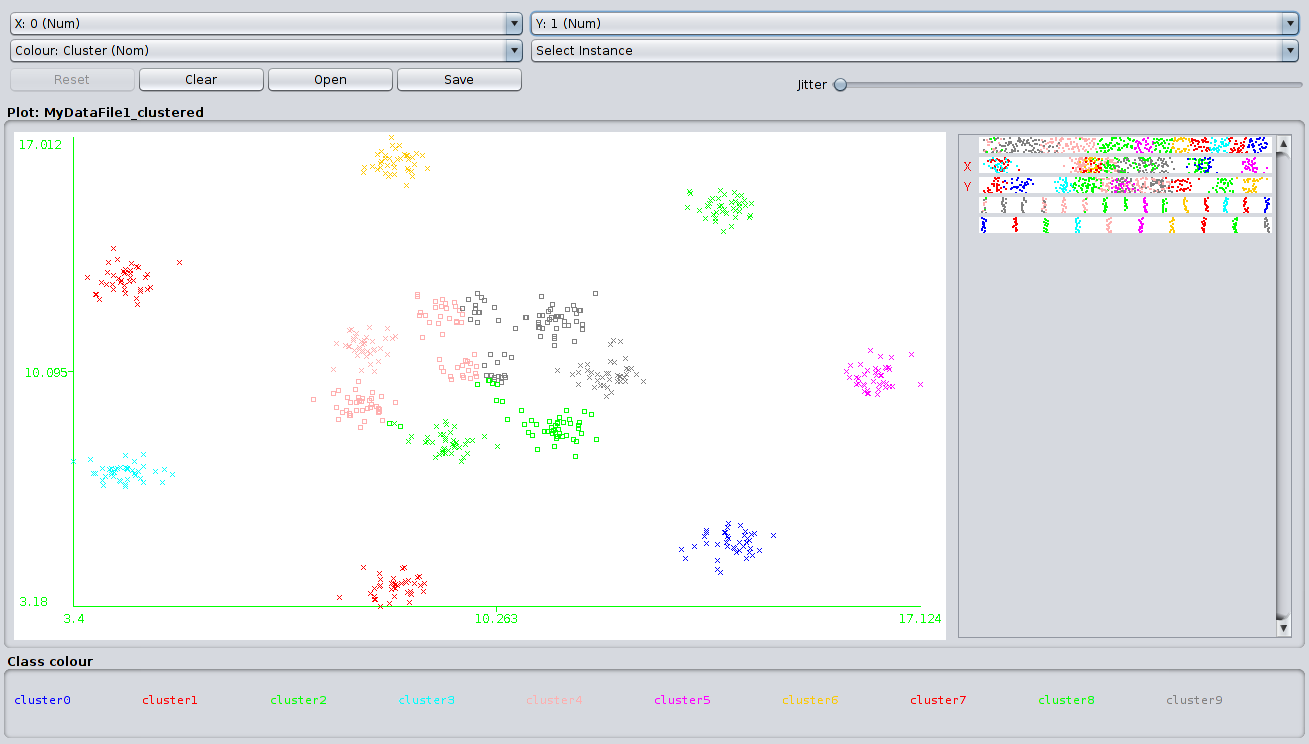 X: 0 (Num) Y: 1 (Num)
Colour: Cluster (Nom) Select Instance
Reset Clear Open Save Jitter
Plot: MyDataFile1_clustered
17.012
10.095
3.18
3.4 10.263 17.124
X
Y
Class colour
cluster0 cluster1 cluster2 cluster3 cluster4 cluster5 cluster6 cluster7 cluster8 cluster9